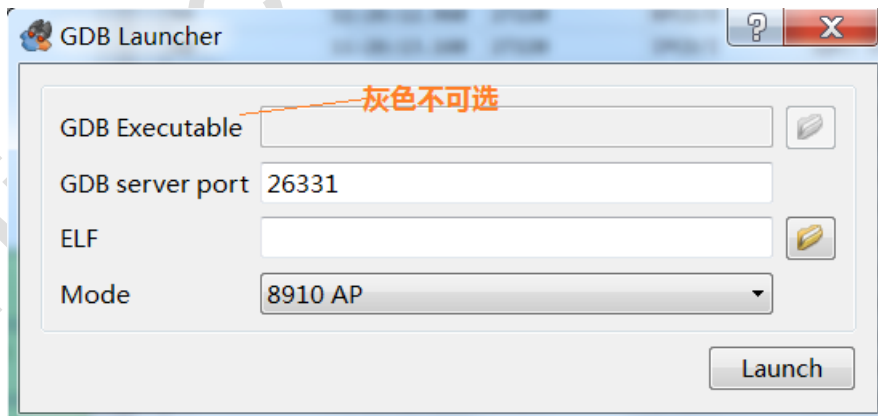 GDB Launcher
灰色不可选
GDB Executable
GDB server port 26331
ELF
Mode 8910 AP
Launch